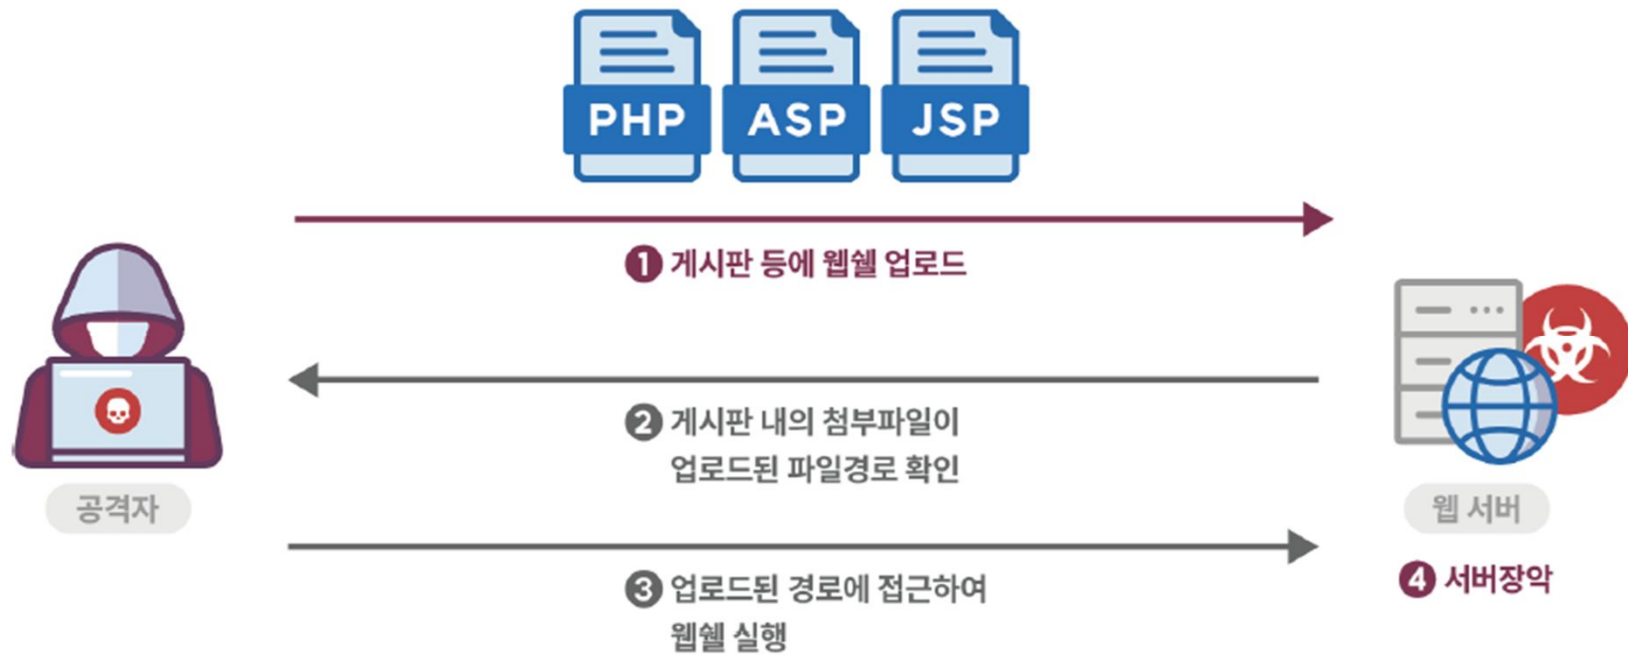 PHP ASP JSP
❶ 게시판 등에 웹쉘 업로드
❷ 게시판 내의 첨부파일이
업로드된 파일경로 확인
공격자
웹 서버
❸ 업로드된 경로에 접근하여
웹쉘 실행
❹ 서버장악